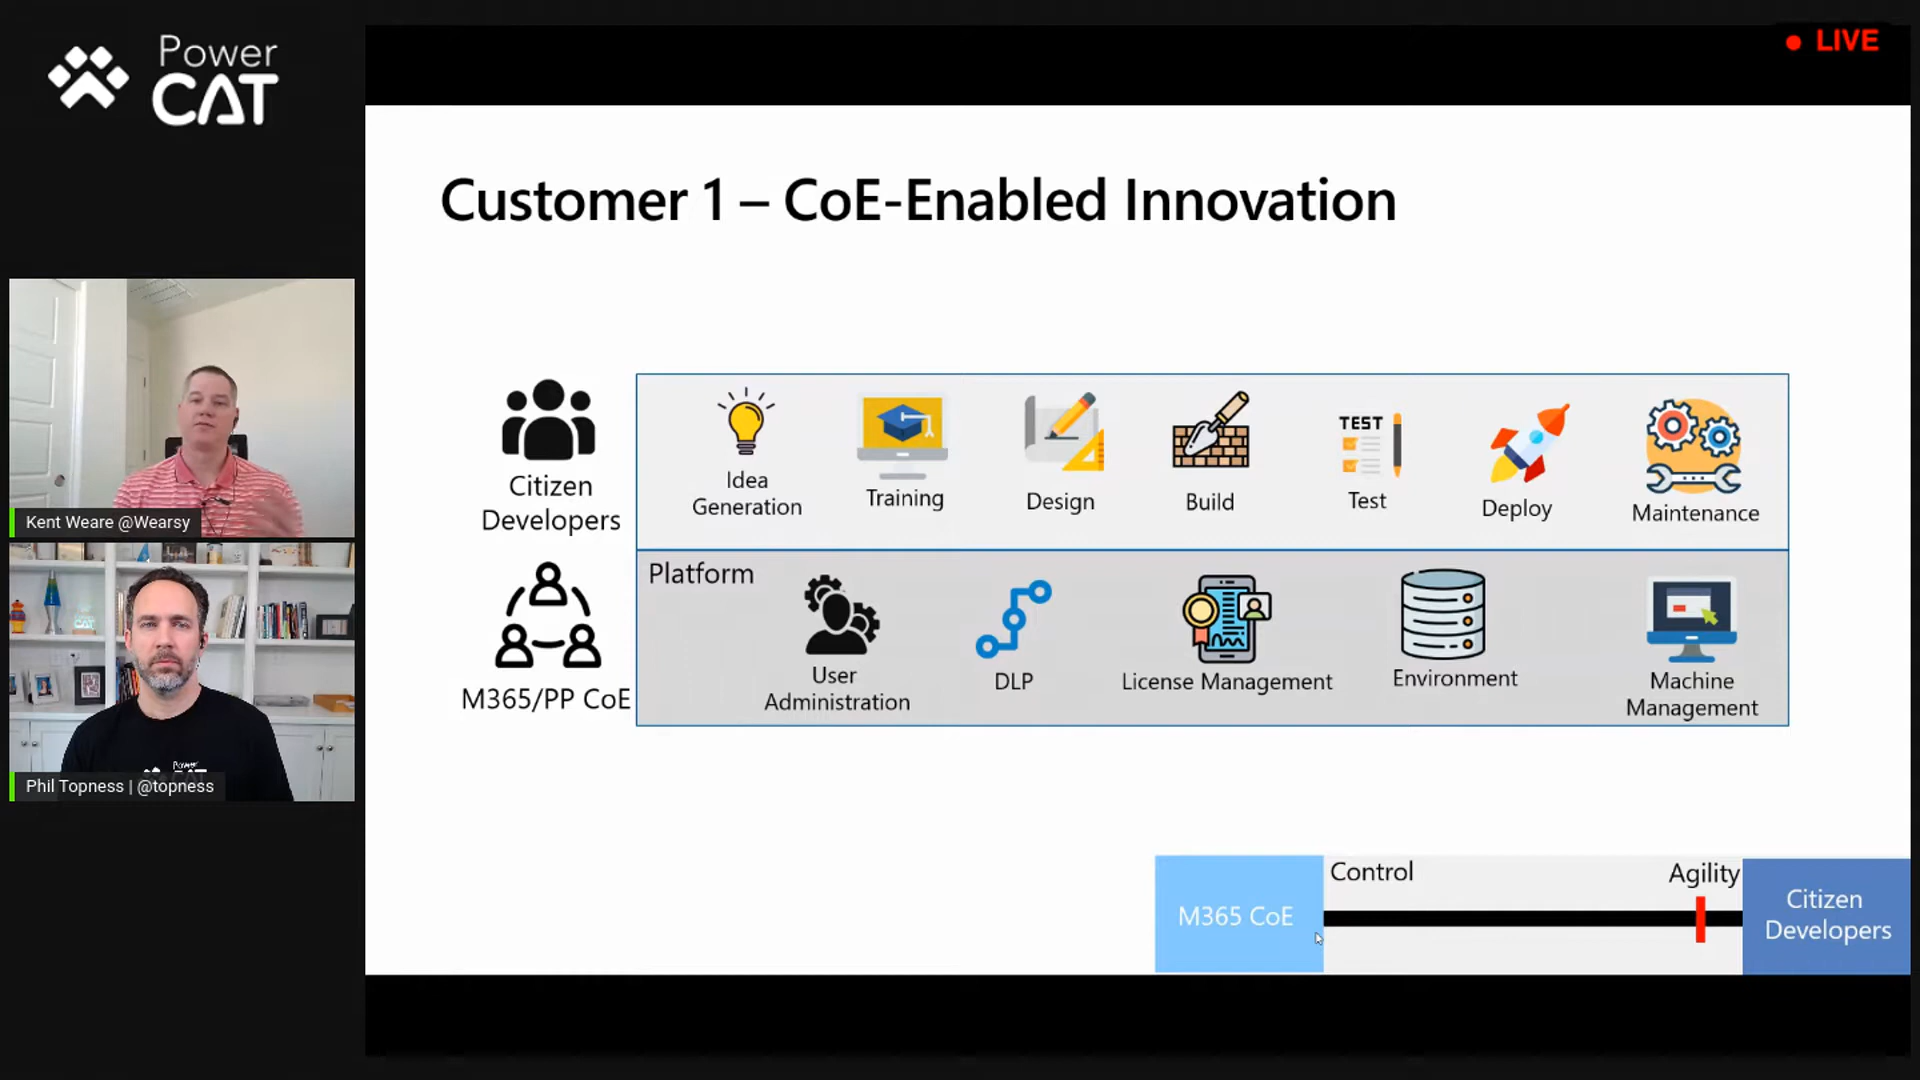 Power
CAT
LIVE
Customer 1 – CoE-Enabled Innovation
Citizen
Developers
Idea
Generation
Training
Design
Build
TEST
Test
Deploy
Maintenance
M365/PP CoE
Platform
User
Administration
DLP
License Management
Environment
Machine
Management
Kent Weare @Wearsy
Power
CAT
Phil Topness | @topness
M365 CoE
Control
Agility
Citizen
Developers